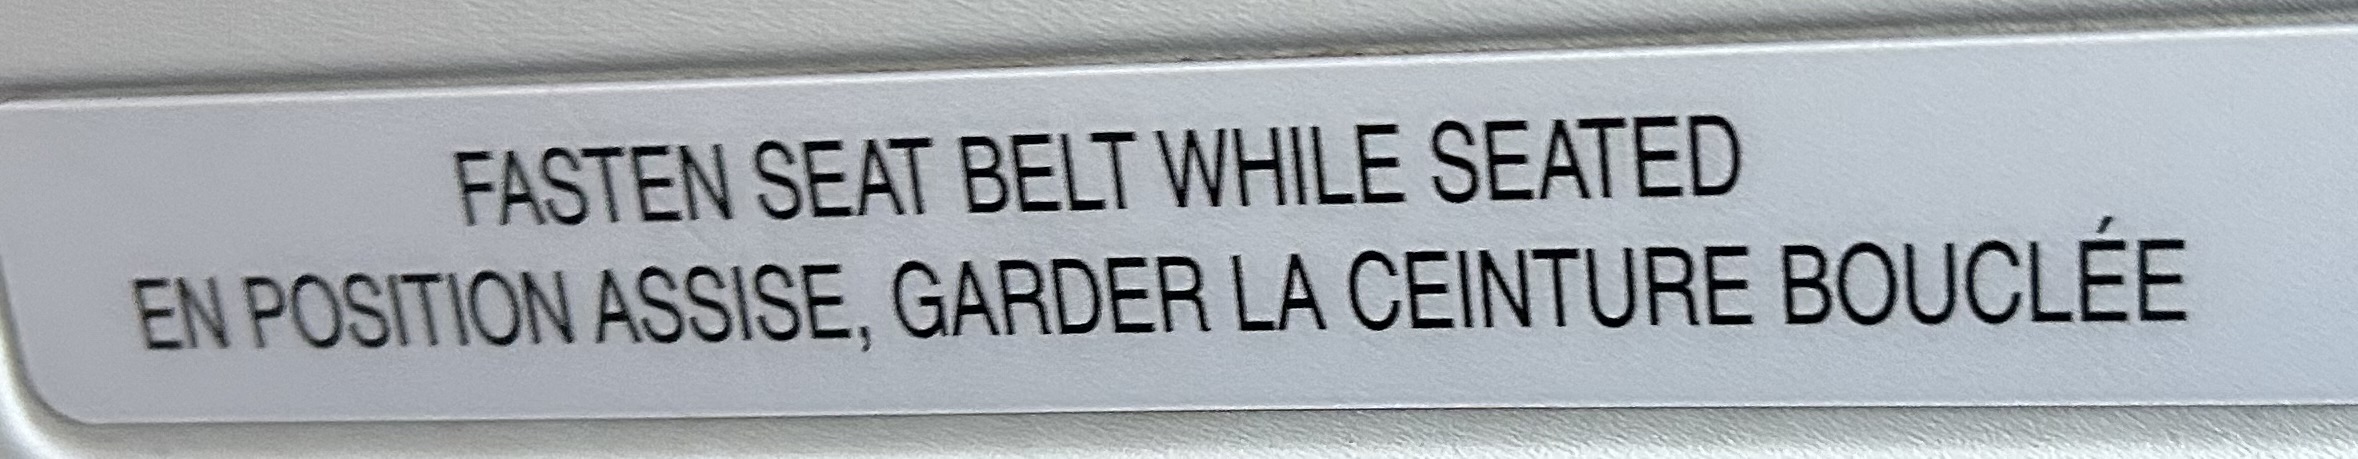 FASTEN SEAT BELT WHILE SEATED
EN POSITION ASSISE, GARDER LA CEINTURE BOUCLÉE